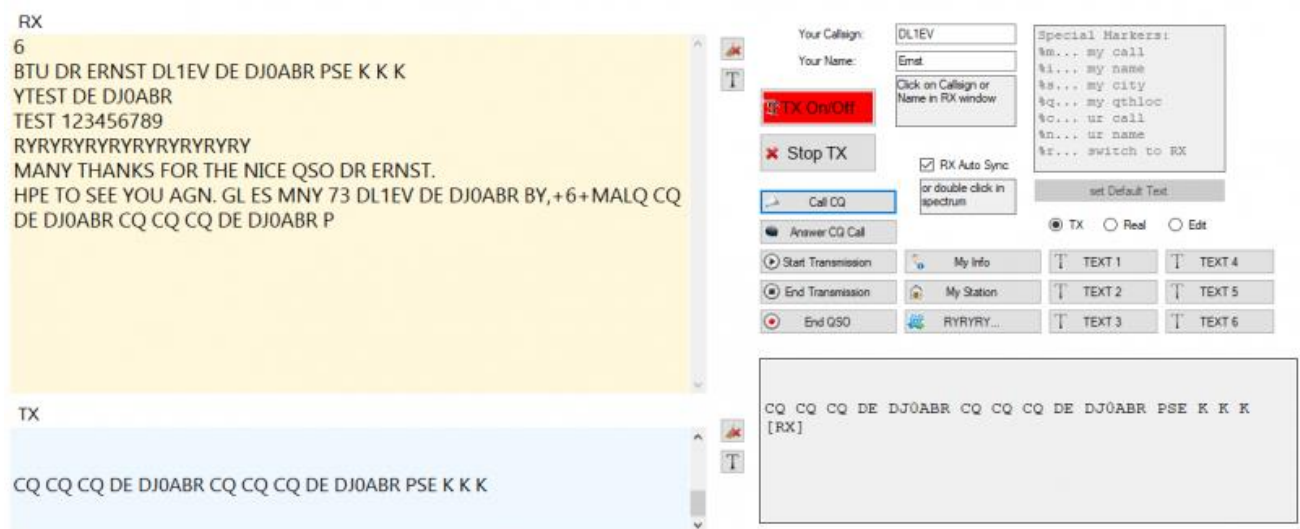 RX
6
BTU DR ERNST DL1EV DE DJ0ABR PSE K K K
YTEST DE DJ0ABR
TEST 123456789
RYRYRYRYRYRYRYRYRYRY
MANY THANKS FOR THE NICE QSO DR ERNST.
HPE TO SEE YOU AGN. GL ES MNY 73 DL1EV DE DJ0ABR BY,+6+MALQ CQ
DE DJ0ABR CQ CQ CQ DE DJ0ABR P
TX
CQ CQ CQ DE DJ0ABR CQ CQ CQ DE DJ0ABR PSE K K K
Your Callsign:
DL1EV
Your Name:
Ernst
Click on Callsign or
Name in RX window
TX On/Off
Stop TX
RX Auto Sync
or double click in
spectrum
Special Markers:
%m... my call
%i... my name
%s... my city
%q... my qthloc
%c... ur call
%n... ur name
%r... switch to RX
set Default Text
TX
Real
Edit
Call CQ
Answer CQ Call
Start Transmission
My Info
TEXT 1
TEXT 4
End Transmission
My Station
TEXT 2
TEXT 5
End QSO
RYRYRY...
TEXT 3
TEXT 6
CQ CQ CQ DE DJ0ABR CQ CQ CQ DE DJ0ABR PSE K K K
[RX]